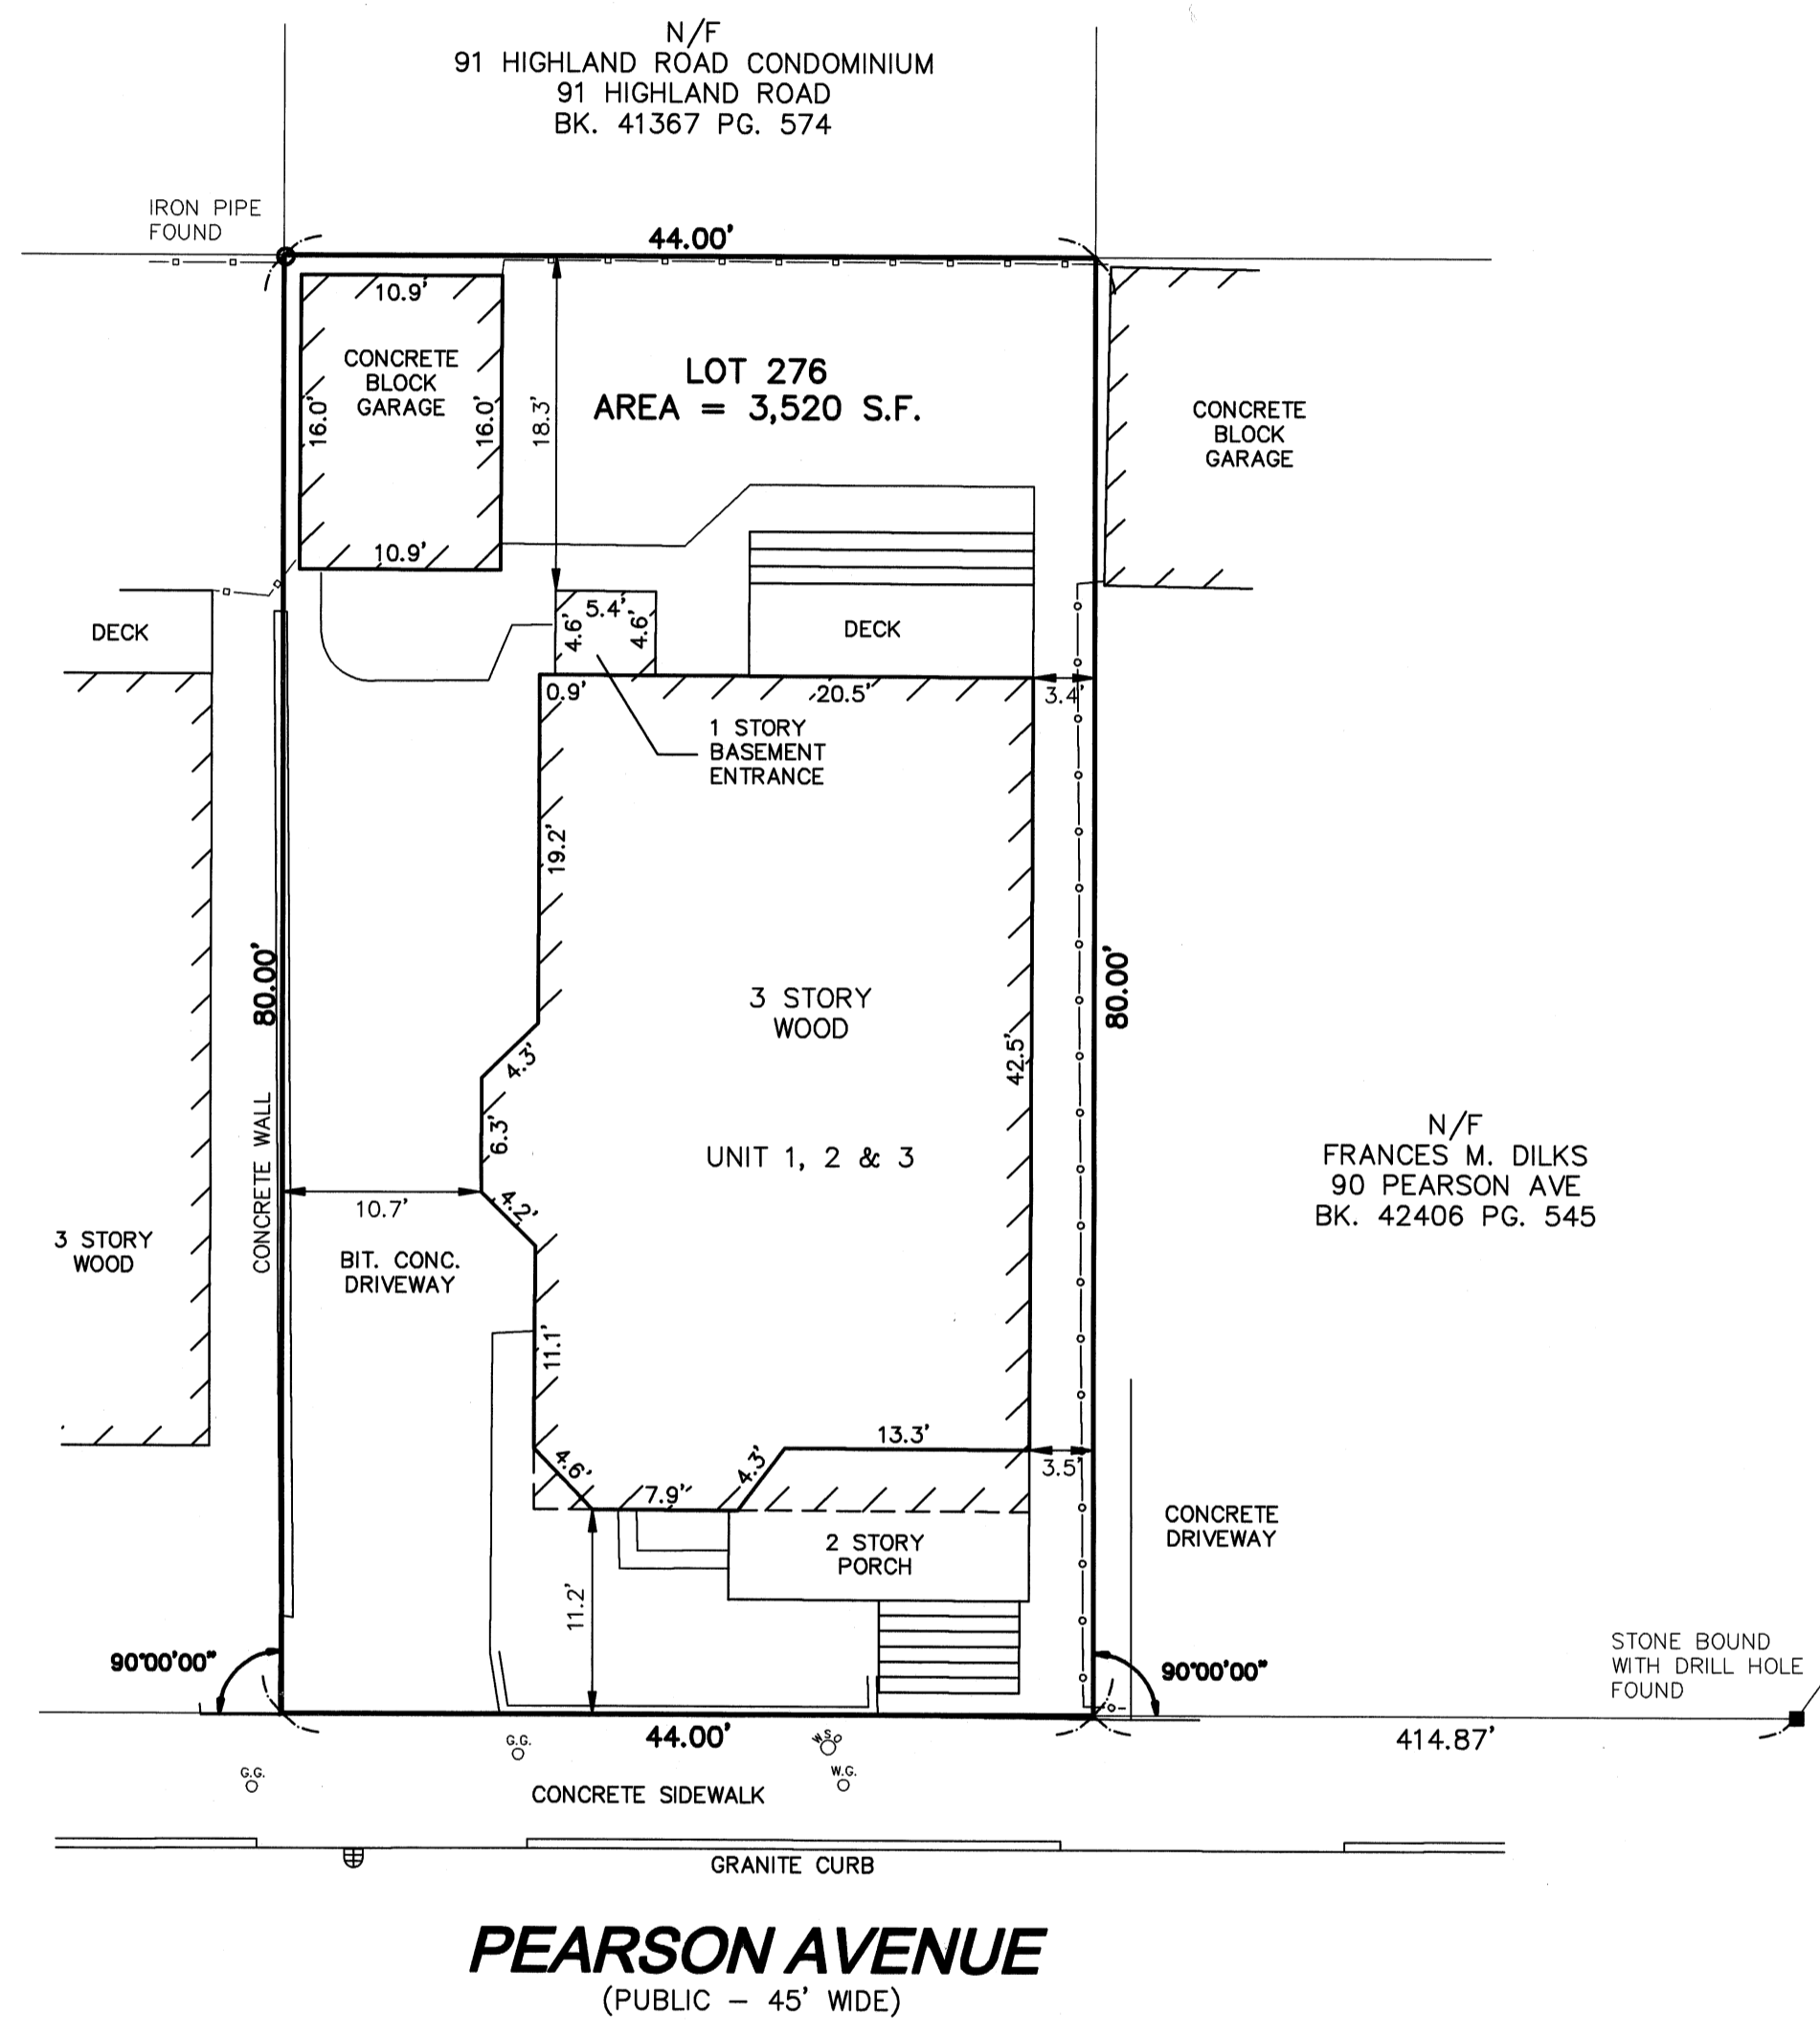 N/F
91 HIGHLAND ROAD CONDOMINIUM
91 HIGHLAND ROAD
BK. 41367 PG. 574
IRON PIPE
FOUND
44.00'
10.9'
CONCRETE
BLOCK
GARAGE
16.0'
16.0'
10.9'
18.3'
LOT 276
AREA = 3,520 S.F.
CONCRETE
BLOCK
GARAGE
DECK
5.4'
4.6'
4.6'
DECK
0.9'
20.5'
3.4'
1 STORY
BASEMENT
ENTRANCE
19.2'
80.00'
80.00'
3 STORY
WOOD
42.5'
4.3'
6.3'
4.2'
UNIT 1, 2 & 3
CONCRETE WALL
10.7'
3 STORY
WOOD
BIT. CONC.
DRIVEWAY
N/F
FRANCES M. DILKS
90 PEARSON AVE
BK. 42406 PG. 545
11.1'
13.3'
4.6'
7.9'
4.3'
3.5'
2 STORY
PORCH
11.2'
CONCRETE
DRIVEWAY
90°00'00"
90°00'00"
STONE BOUND
WITH DRILL HOLE
FOUND
44.00'
414.87'
G.G.
G.G.
W.S.O
W.G.
CONCRETE SIDEWALK
GRANITE CURB
PEARSON AVENUE
(PUBLIC – 45' WIDE)